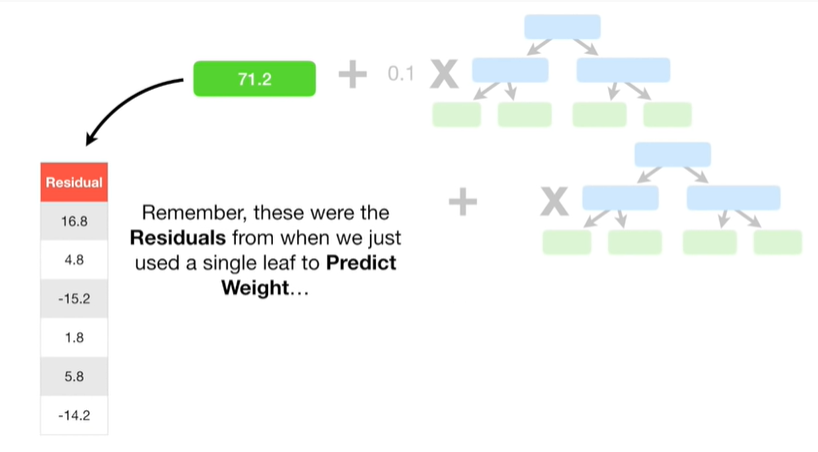 71.2 + 0.1 X
+ X
Residual
16.8
4.8
-15.2
1.8
5.8
-14.2
Remember, these were the
Residuals from when we just
used a single leaf to Predict
Weight…